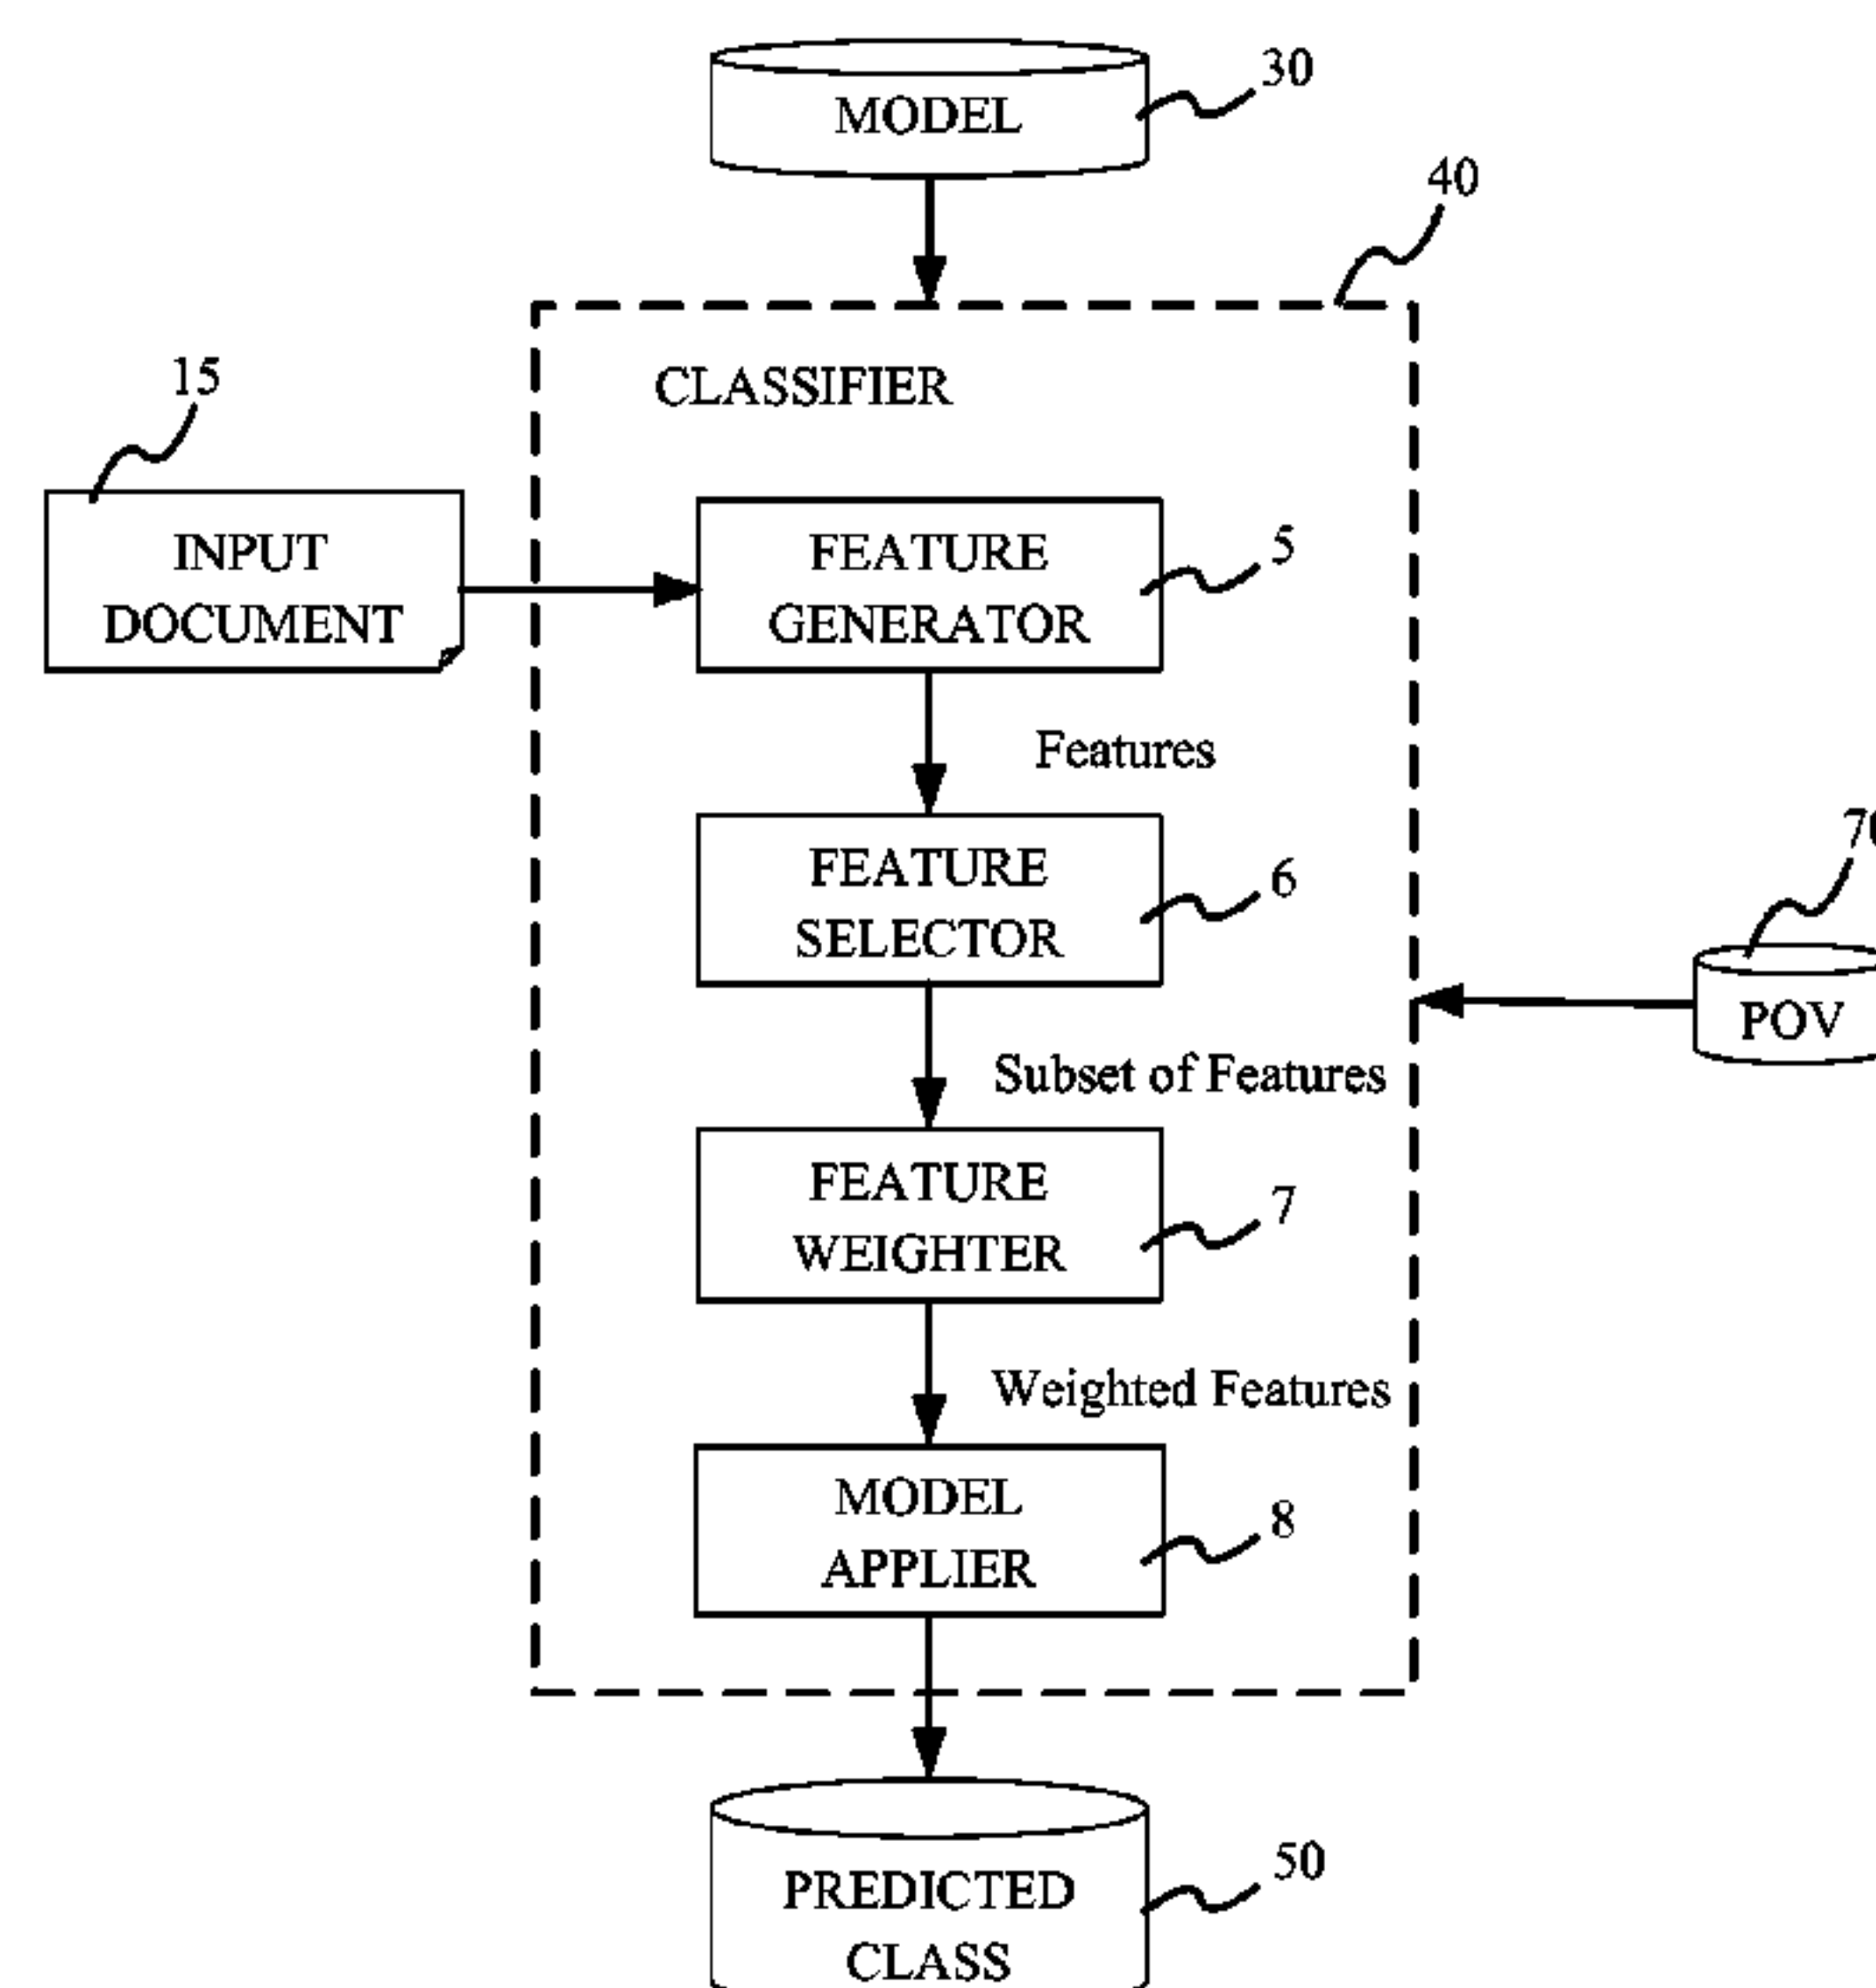 30
MODEL
40
15
CLASSIFIER
INPUT
DOCUMENT
FEATURE
GENERATOR
5
Features
70
FEATURE
SELECTOR
6
POV
Subset of Features
FEATURE
WEIGHTER
7
Weighted Features
MODEL
APPLIER
8
PREDICTED
CLASS
50